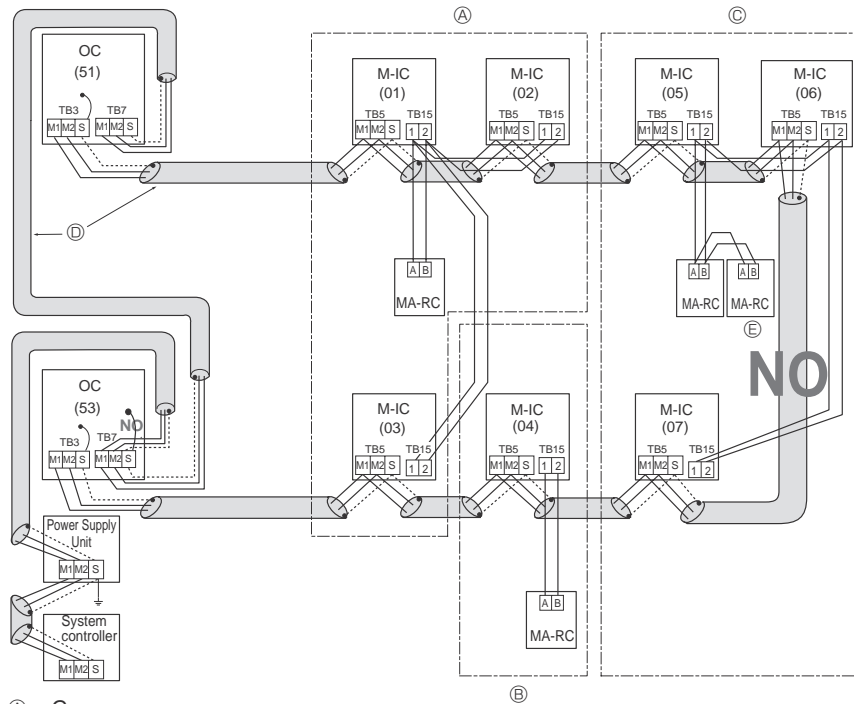 Ⓐ
Ⓒ
OC
(51)
TB3 TB7
M1 M2 S M1 M2 S
M-IC
(01)
TB5 TB15
M1 M2 S 1 2
M-IC
(02)
TB5 TB15
M1 M2 S 1 2
M-IC
(05)
TB5 TB15
M1 M2 S 1 2
M-IC
(06)
TB5 TB15
M1 M2 S 1 2
Ⓓ
A B
MA-RC
A B
MA-RC
A B
MA-RC
Ⓔ
NO
OC
(53)
NO
TB3 TB7
M1 M2 S M1 M2 S
M-IC
(03)
TB5 TB15
M1 M2 S 1 2
M-IC
(04)
TB5 TB15
M1 M2 S 1 2
M-IC
(07)
TB5 TB15
M1 M2 S 1 2
Power Supply
Unit
M1 M2 S
A B
MA-RC
System
controller
M1 M2 S
Ⓑ